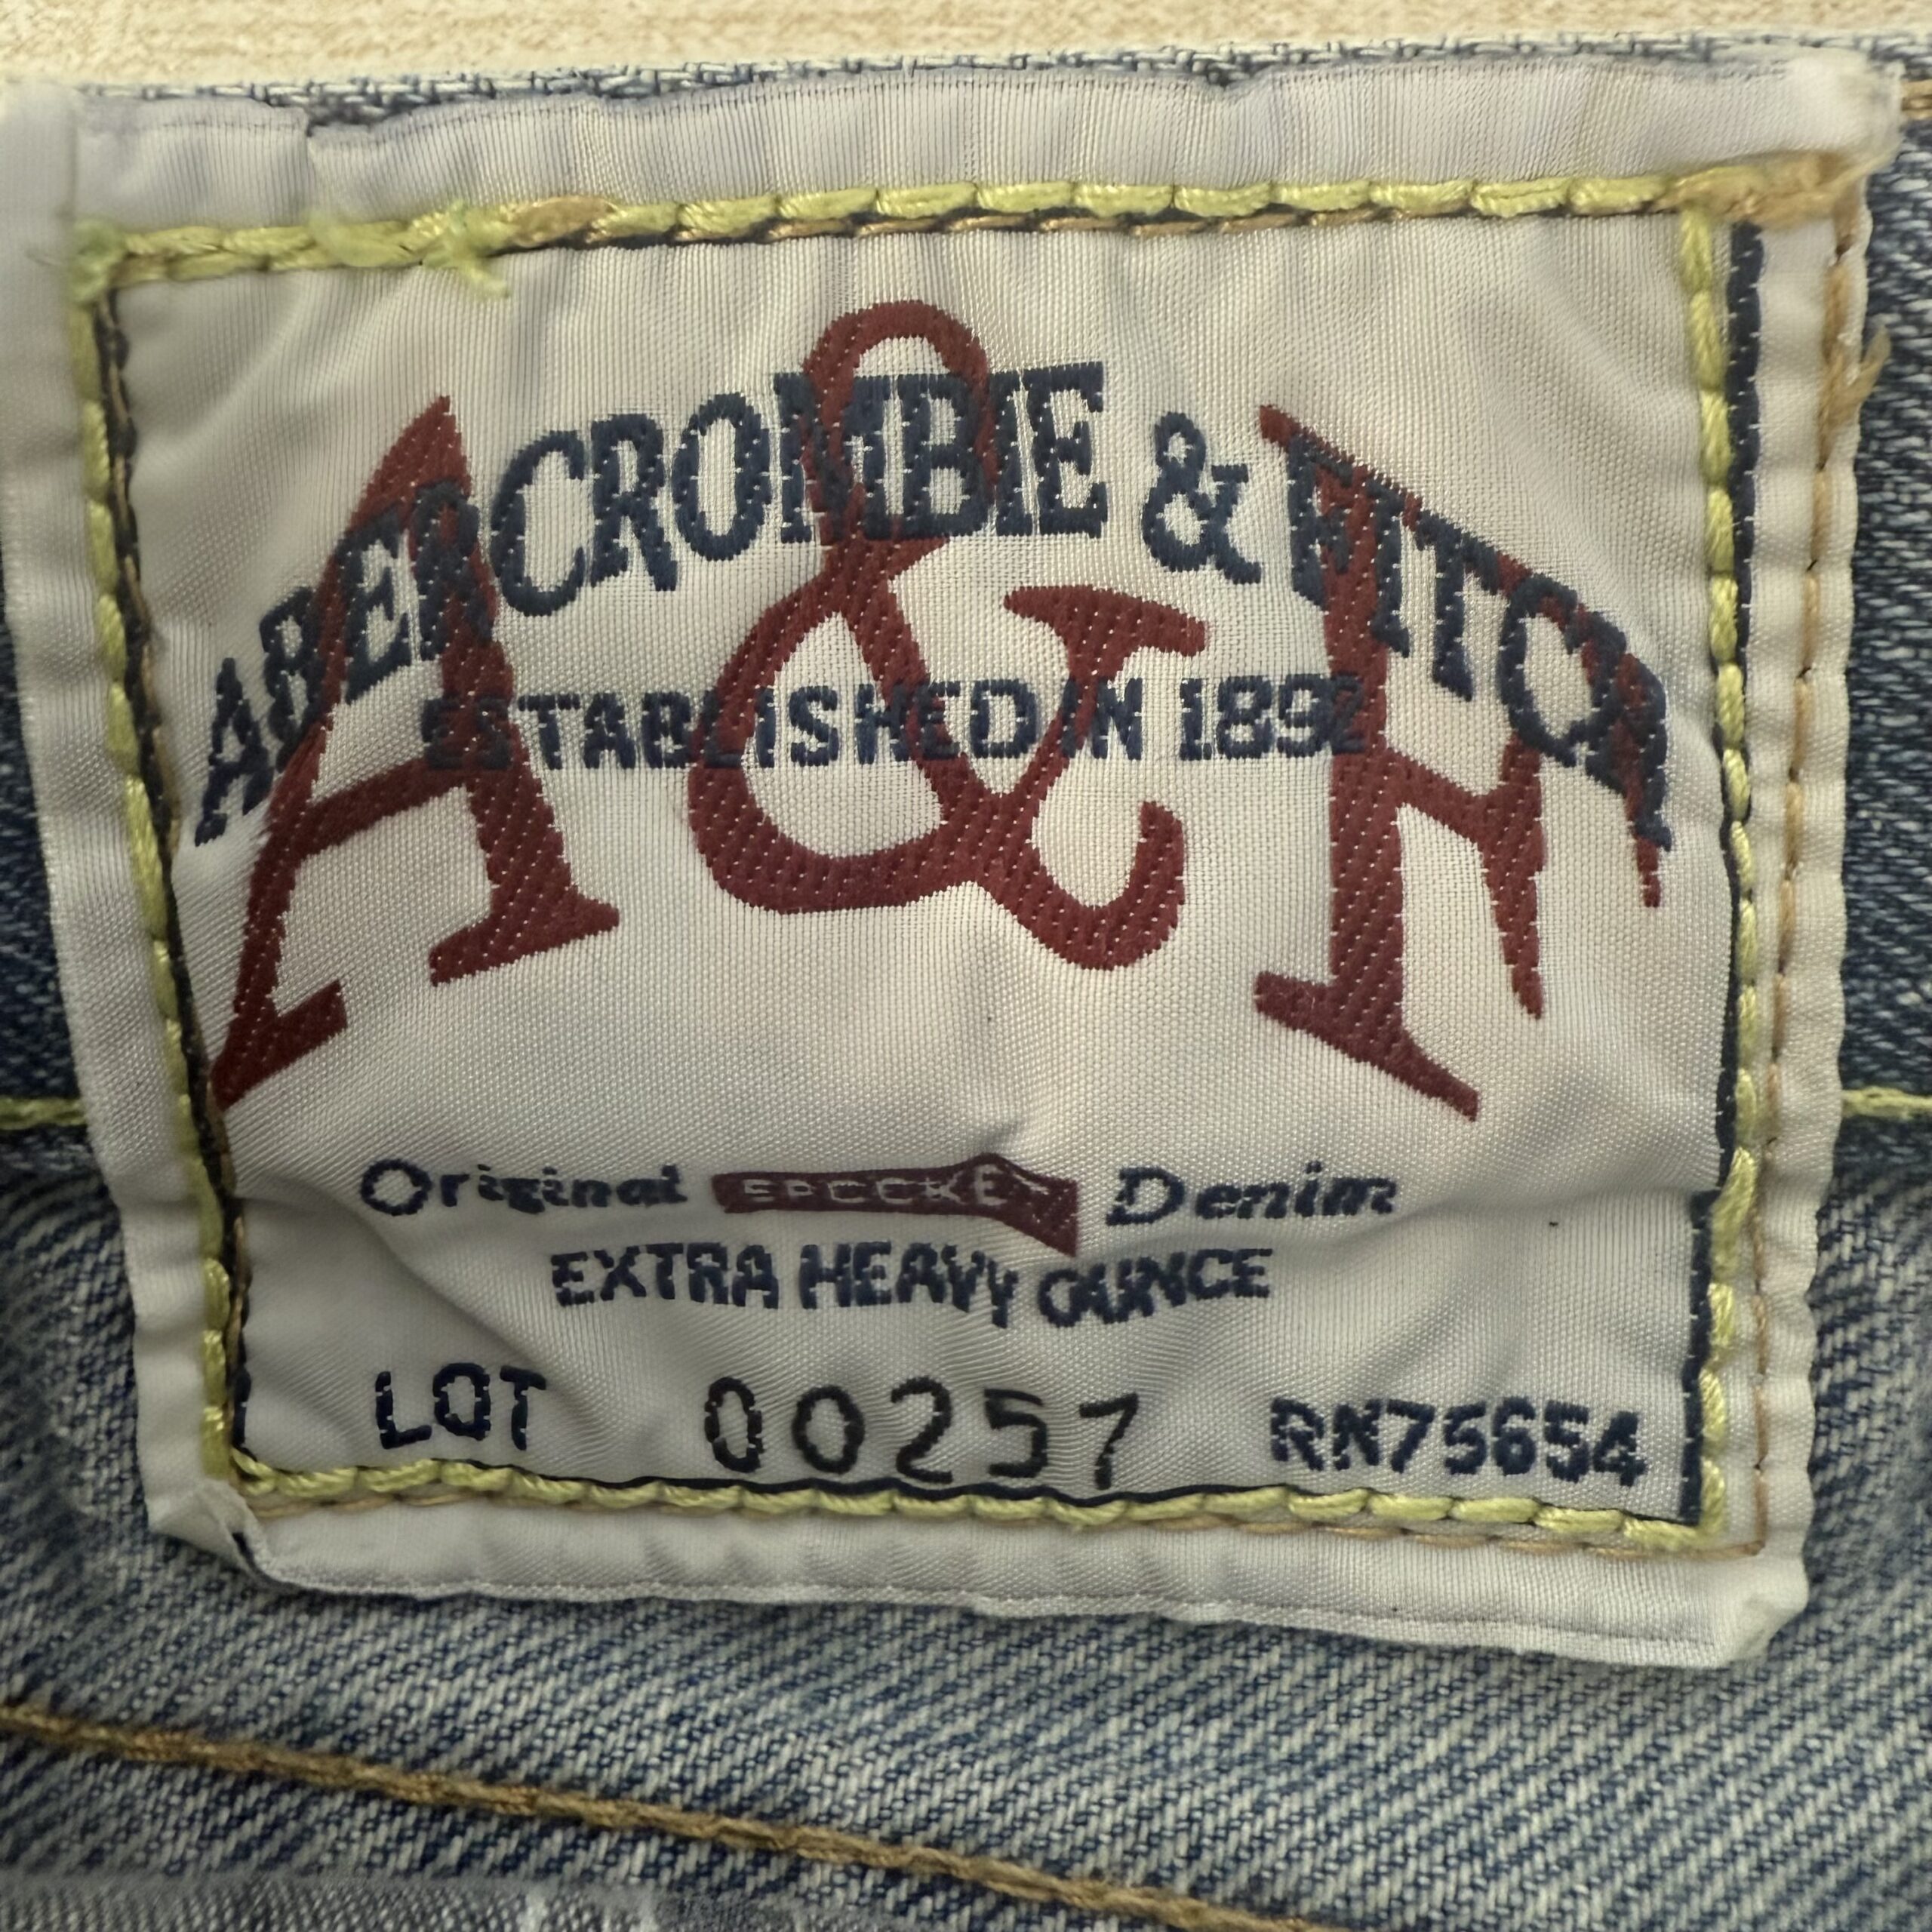 ABERCROMBIE & FITCH
A & F
ESTABLISHED IN 1892
Original Denim
EXTRA HEAVY OUNCE
LOT 00257 RN75654